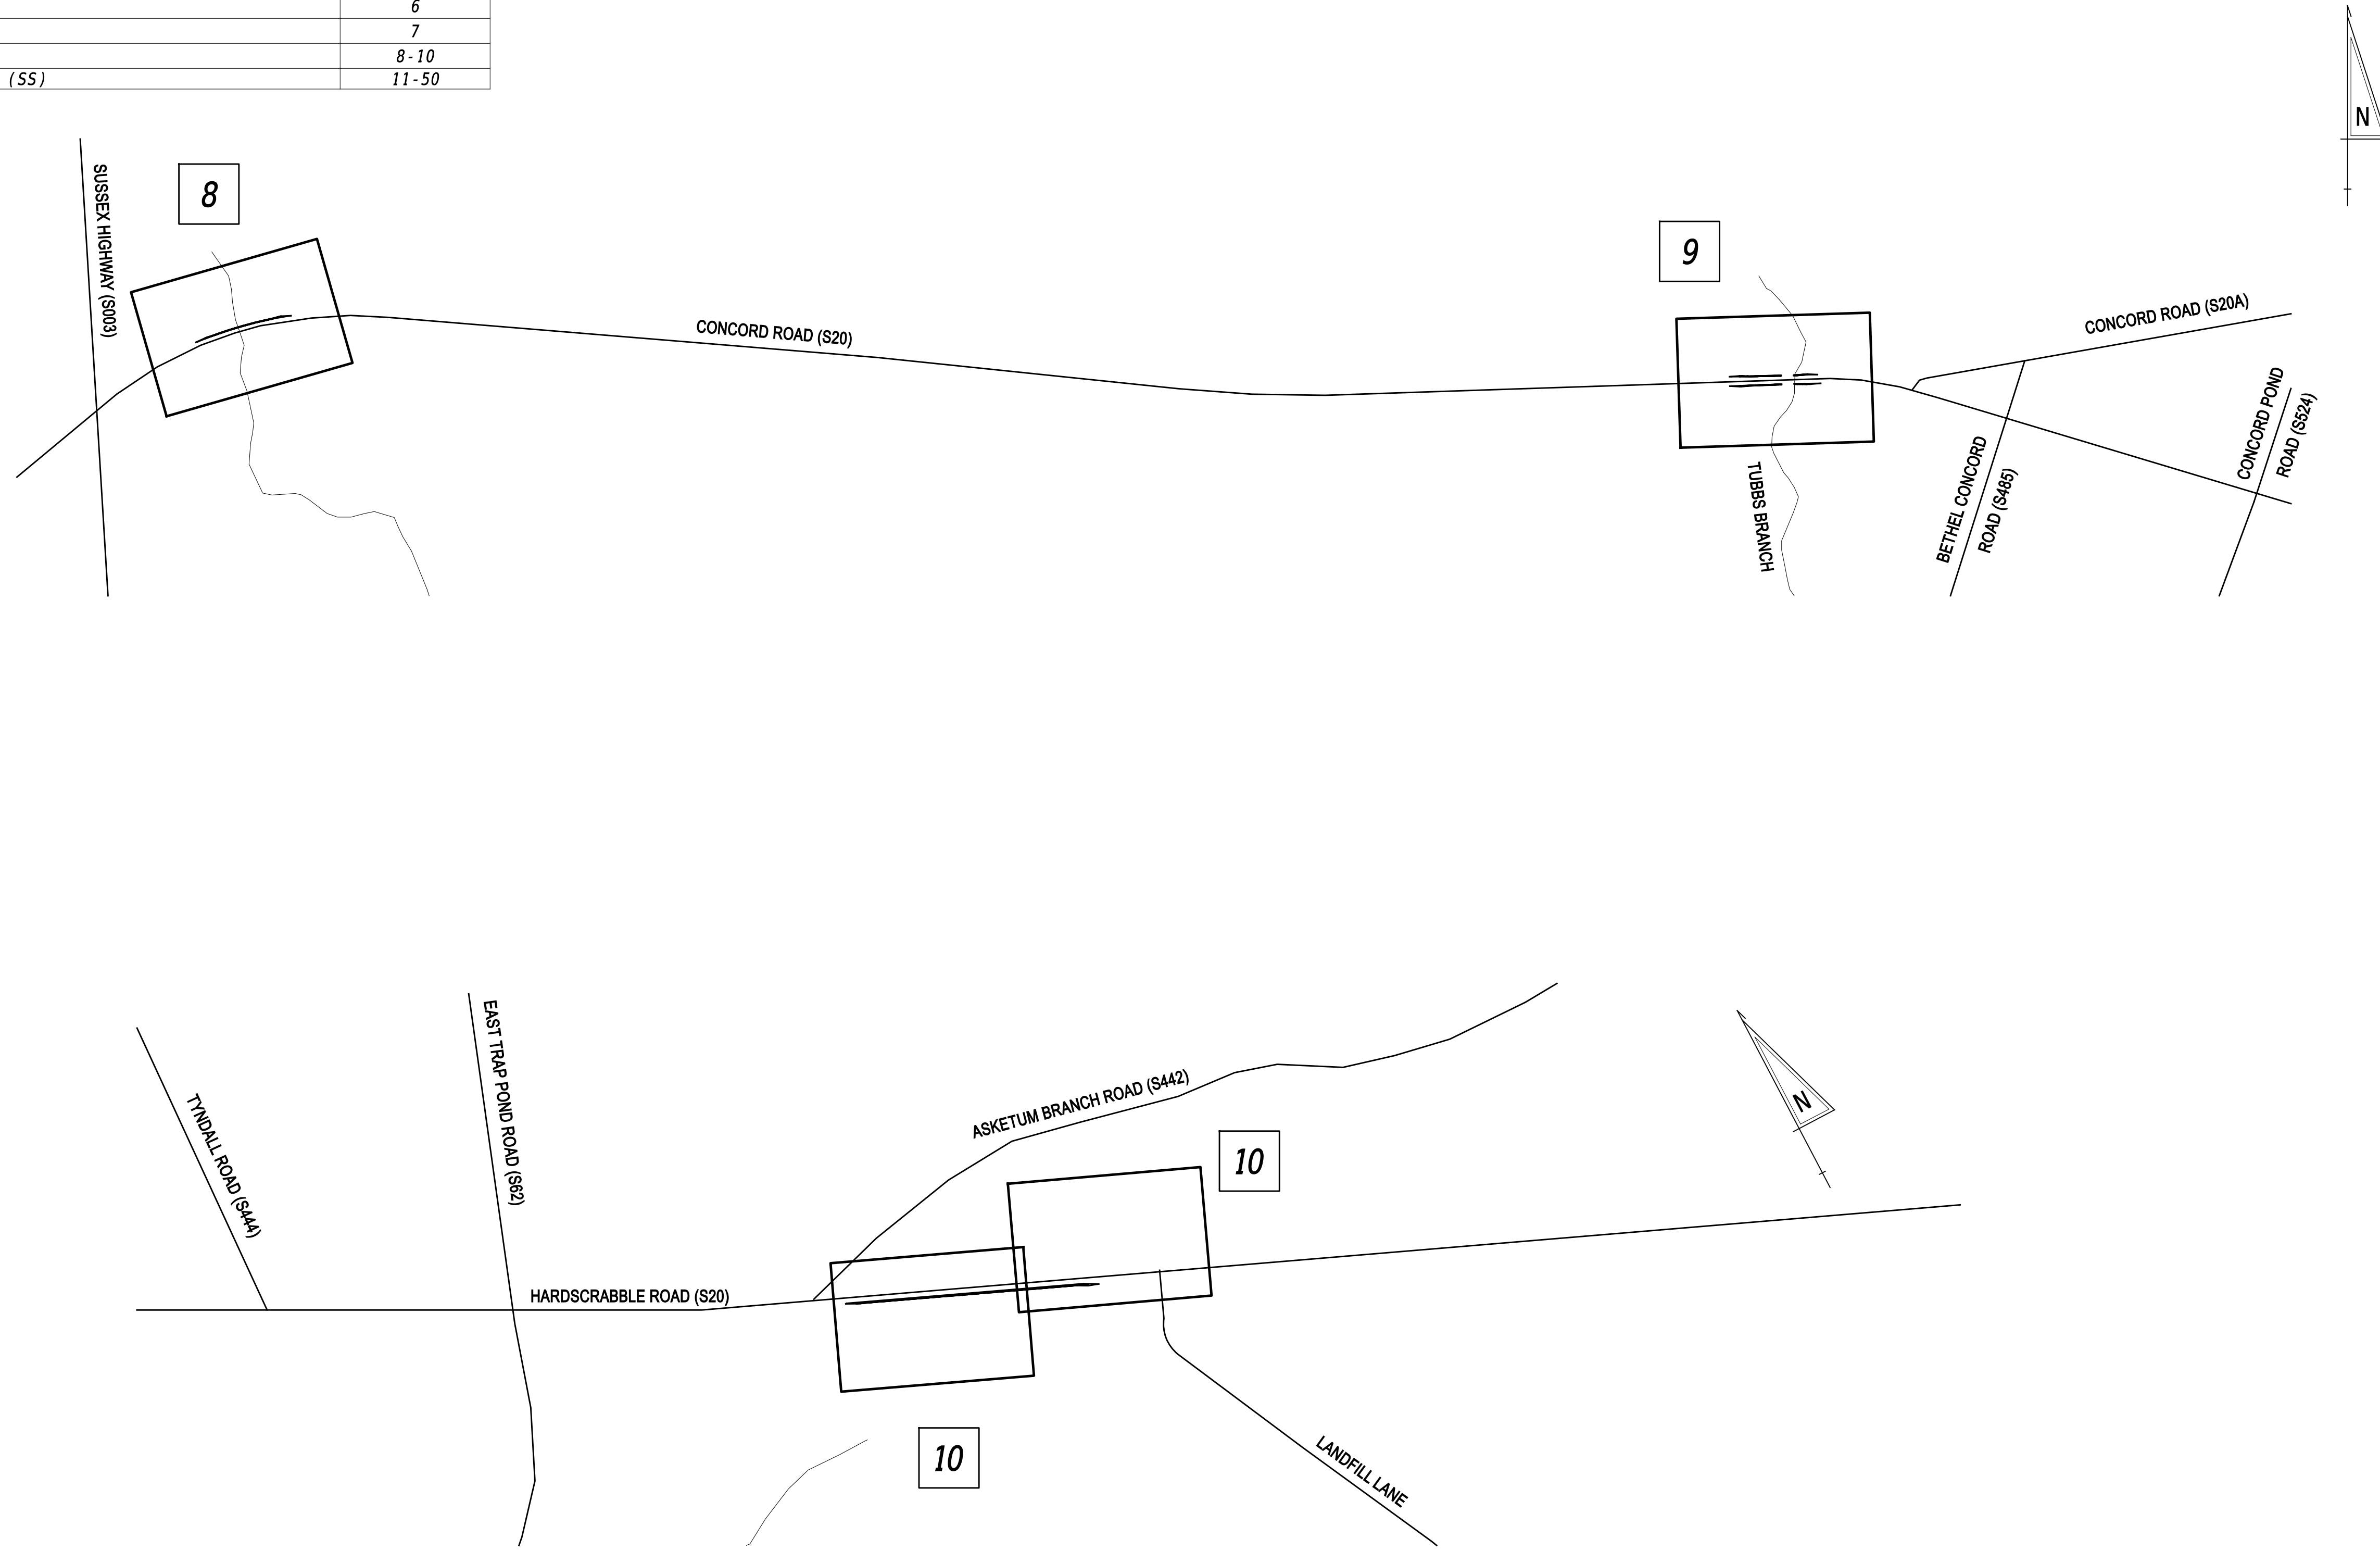 6
7
8-10
(SS) 11-50
N
SUSSEX HIGHWAY (S003)
8
9
CONCORD ROAD (S20)
CONCORD ROAD (S20A)
TUBBS BRANCH
BETHEL CONCORD
ROAD (S485)
CONCORD POND
ROAD (S524)
TYNDALL ROAD (S444)
EAST TRAP POND ROAD (S62)
ASKETUM BRANCH ROAD (S442)
N
10
HARDSCRABBLE ROAD (S20)
10
LANDFILL LANE